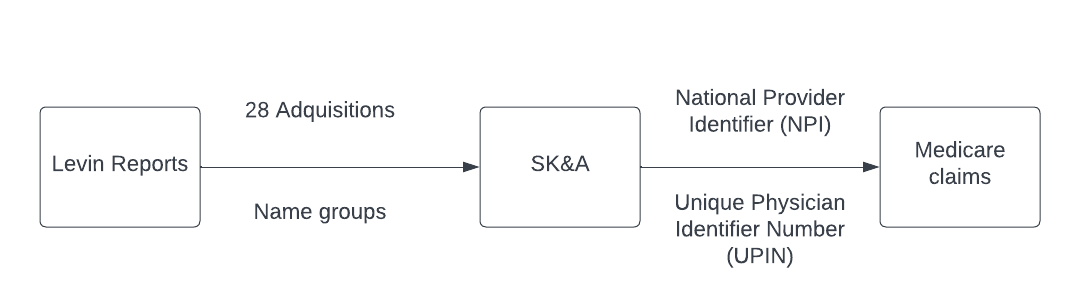 Levin Reports
28 Adquisitions
Name groups
SK&A
National Provider
Identifier (NPI)
Unique Physician
Identifier Number
(UPIN)
Medicare
claims